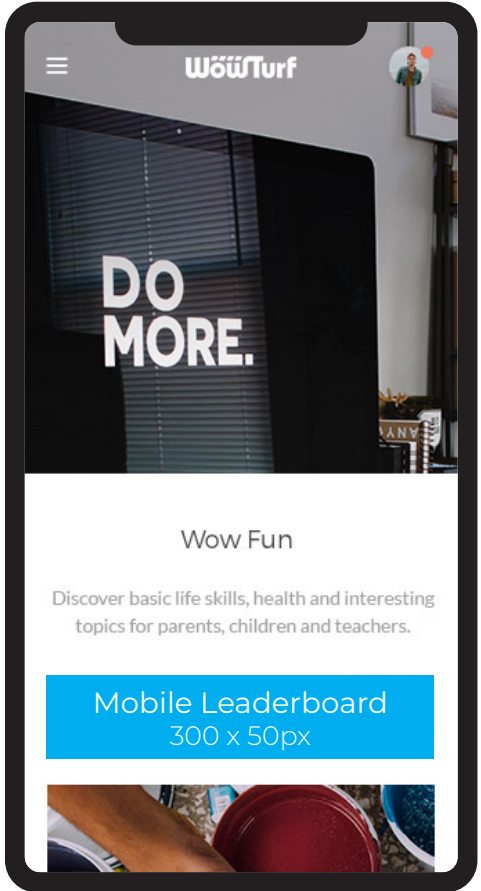 WöwTurf
DO
MORE.
Wow Fun
Discover basic life skills, health and interesting
topics for parents, children and teachers.
Mobile Leaderboard
300 x 50px